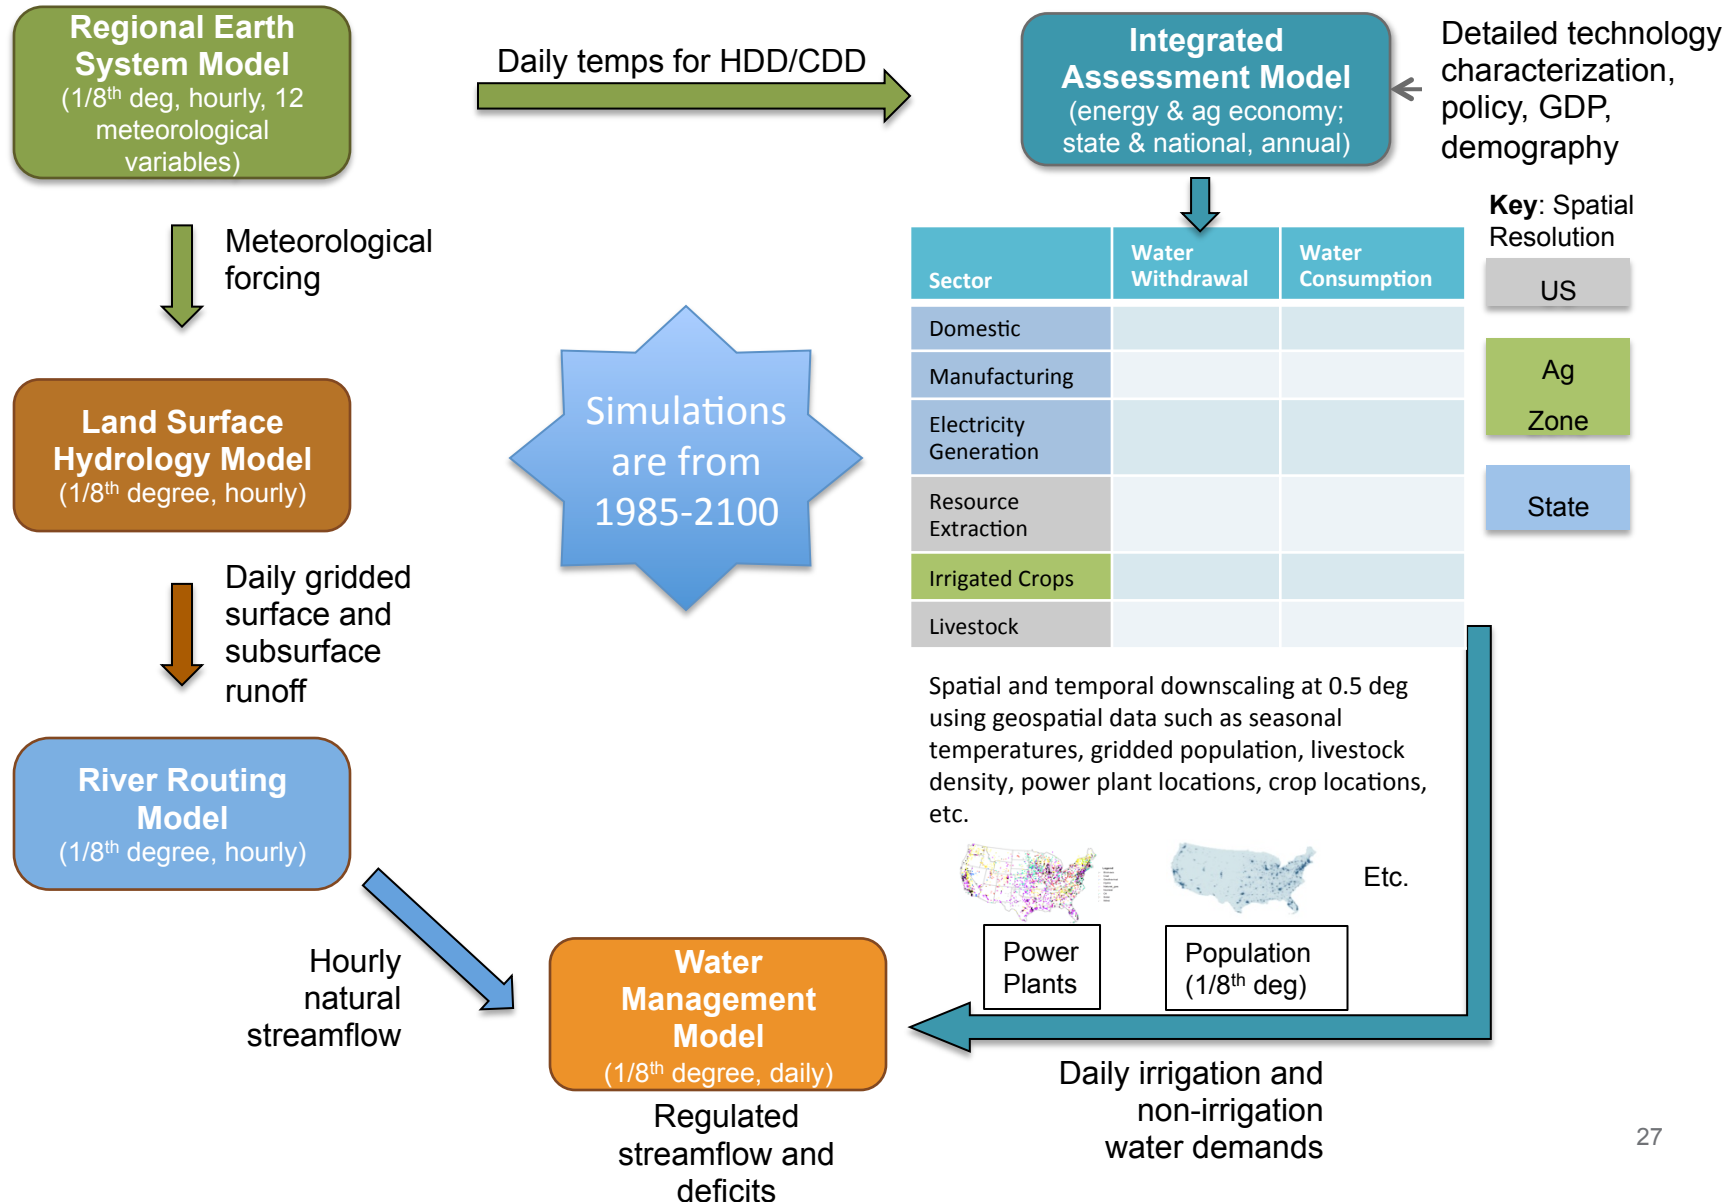 Regional Earth
System Model
(1/8th deg, hourly, 12
meteorological
variables)
Daily temps for HDD/CDD
Integrated
Assessment Model
(energy & ag economy;
state & national, annual)
Detailed technology
characterization,
policy, GDP,
demography
Meteorological
forcing
Key: Spatial
Resolution
US
Ag
Zone
State
Sector
Water
Withdrawal
Water
Consumption
Domestic
Manufacturing
Electricity
Generation
Resource
Extraction
Irrigated Crops
Livestock
Simulations
are from
1985-2100
Land Surface
Hydrology Model
(1/8th degree, hourly)
Daily gridded
surface and
subsurface
runoff
Spatial and temporal downscaling at 0.5 deg
using geospatial data such as seasonal
temperatures, gridded population, livestock
density, power plant locations, crop locations,
etc.
River Routing
Model
(1/8th degree, hourly)
Etc.
Power
Plants
Population
(1/8th deg)
Hourly
natural
streamflow
Water
Management
Model
(1/8th degree, daily)
Regulated
streamflow and
deficits
Daily irrigation and
non-irrigation
water demands
27